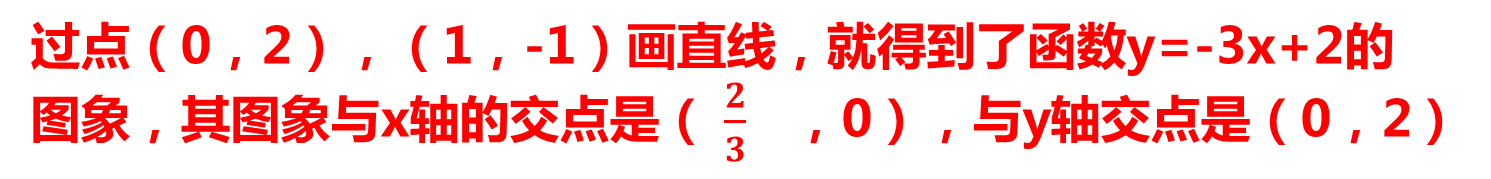 过点（0，2），（1，-1）画直线，就得到了函数y=-3x+2的
图象，其图象与x轴的交点是（ 2/3 ，0），与y轴交点是（0，2）